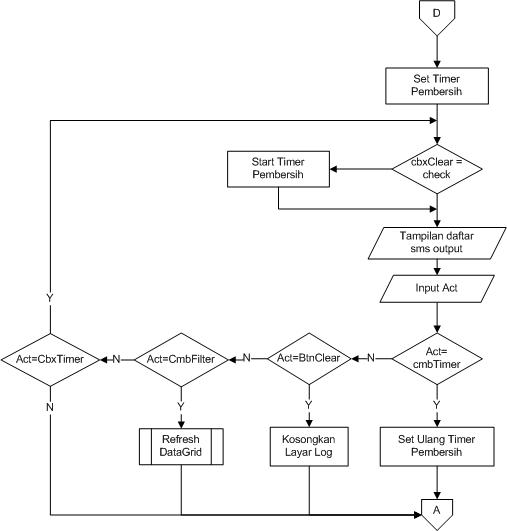 D
Set Timer
Pembersih
cbxClear =
check
Start Timer
Pembersih
Tampilan daftar
sms output
Input Act
Y
Act=CbxTimer
N
Act=CmbFilter
N
Act=BtnClear
N
Act=
cmbTimer
N
Y
Y
Y
Refresh
DataGrid
Kosongkan
Layar Log
Set Ulang Timer
Pembersih
A